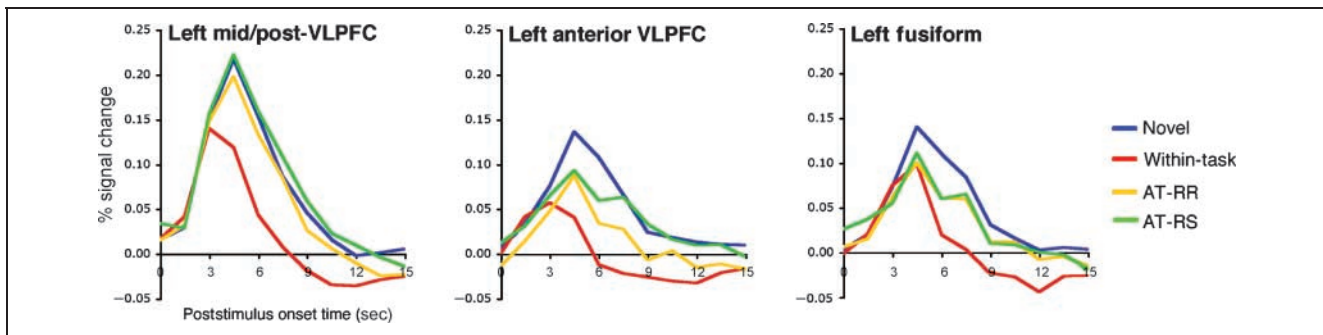 Left mid/post-VLPFC
0.25
0.20
0.15
0.10
0.05
0.00
−0.05
% signal change
0 3 6 9 12 15
Poststimulus onset time (sec)
Left anterior VLPFC
0.25
0.20
0.15
0.10
0.05
0.00
−0.05
0 3 6 9 12 15
Left fusiform
0.25
0.20
0.15
0.10
0.05
0.00
−0.05
0 3 6 9 12 15
Novel
Within-task
AT-RR
AT-RS